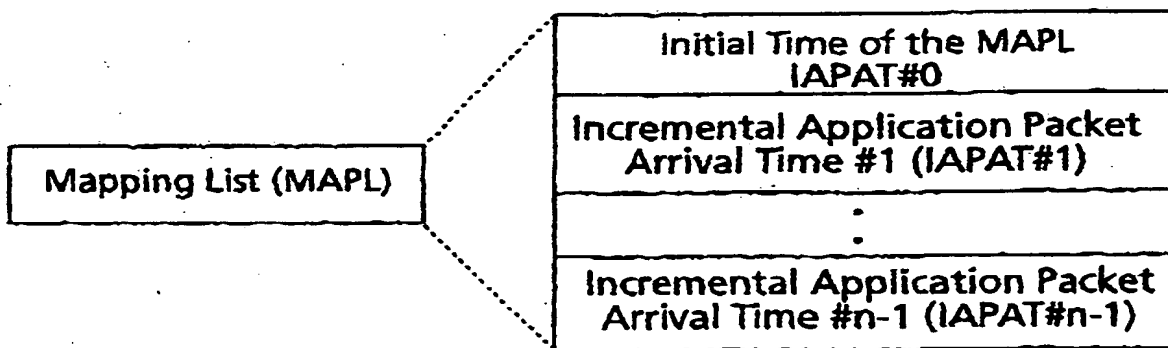 Initial Time of the MAPL
IAPAT#0
Incremental Application Packet
Arrival Time #1 (IAPAT#1)
Mapping List (MAPL)
:
Incremental Application Packet
Arrival Time #n-1 (IAPAT#n-1)